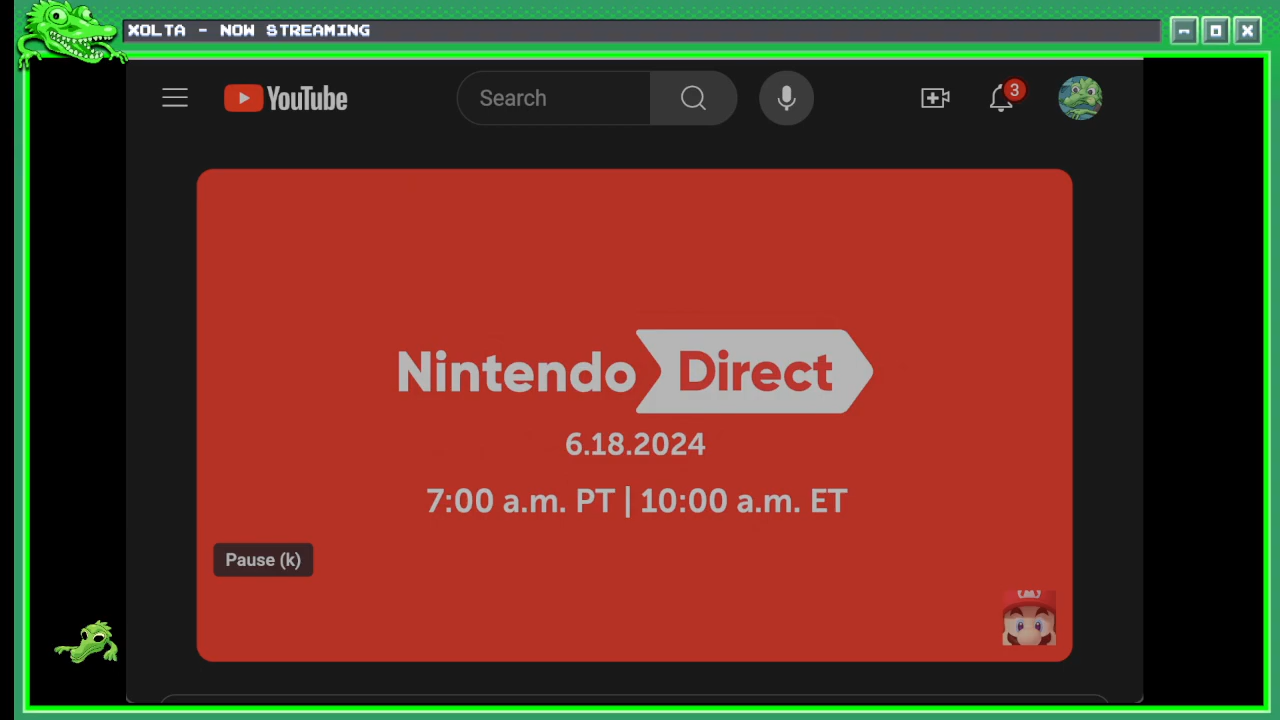 XOLTA - NOW STREAMING
YouTube
Search
3
Nintendo Direct
6.18.2024
7:00 a.m. PT | 10:00 a.m. ET
Pause (k)
M